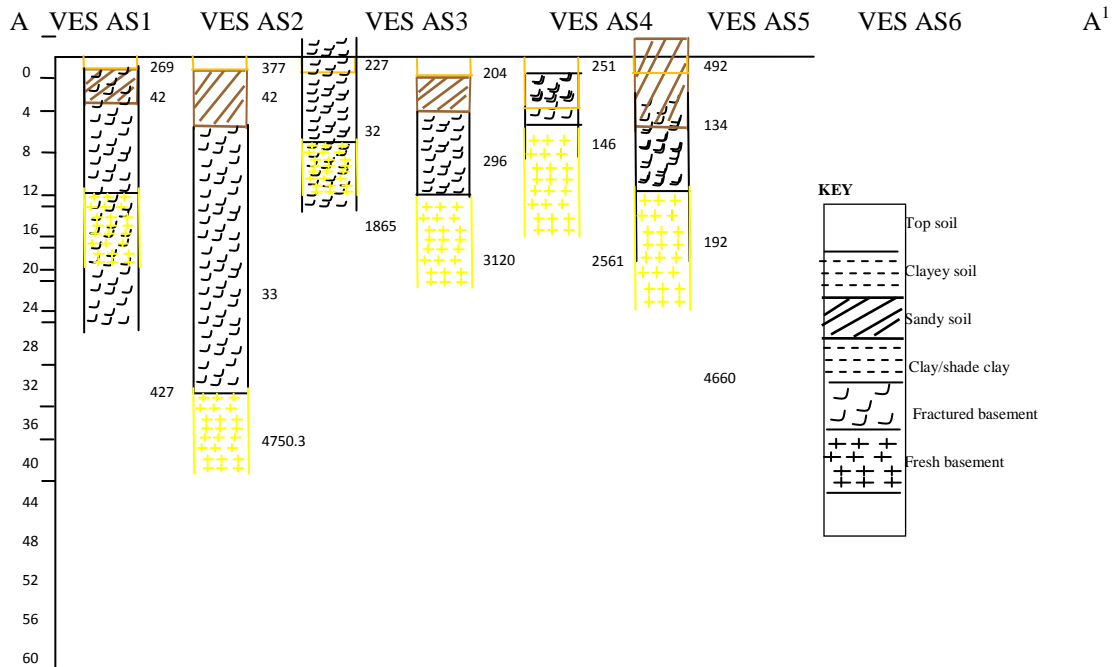 A VES AS1 VES AS2 VES AS3 VES AS4 VES AS5 VES AS6 A¹
0 269 377 227 204 251 492
42 42
4
32 134
8 146
296
12
KEY
16 1865 Top soil
192
20 3120 2561
Clayey soil
24 33
Sandy soil
28
Clay/shade clay
32 427 4660
Fractured basement
36
4750.3
40 Fresh basement
44
48
52
56
60